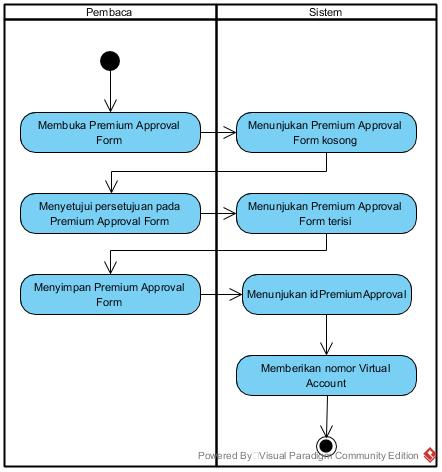 Pembaca
Sistem
Membuka Premium Approval
Form
Menunjukan Premium Approval
Form kosong
Menyetujui persetujuan pada
Premium Approval Form
Menunjukan Premium Approval
Form terisi
Menyimpan Premium Approval
Form
Menunjukan idPremiumApproval
Memberikan nomor Virtual
Account
Powered By Visual Paradigm Community Edition